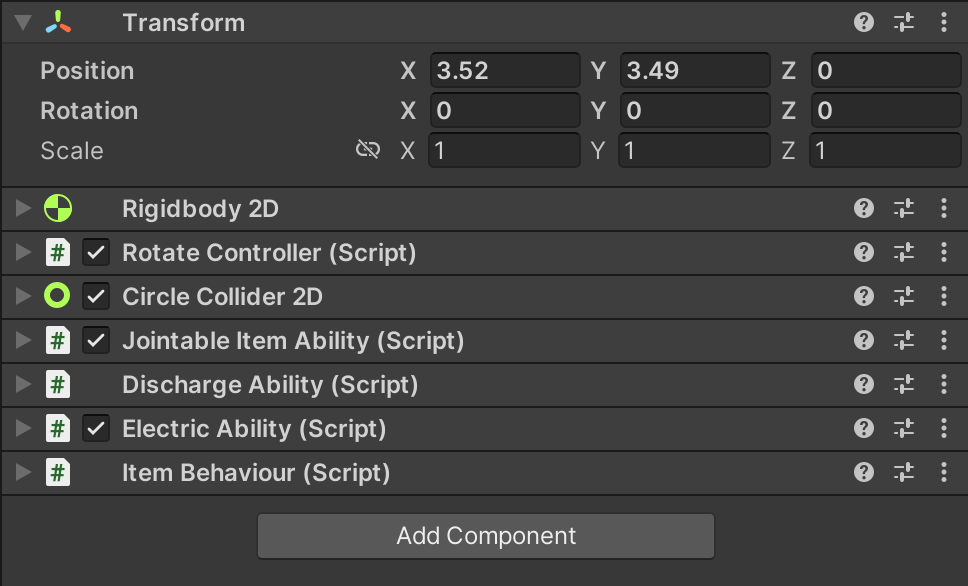 Transform
Position X 3.52 Y 3.49 Z 0
Rotation X 0 Y 0 Z 0
Scale X 1 Y 1 Z 1
Rigidbody 2D
# Rotate Controller (Script)
Circle Collider 2D
# Jointable Item Ability (Script)
# Discharge Ability (Script)
# Electric Ability (Script)
# Item Behaviour (Script)
Add Component